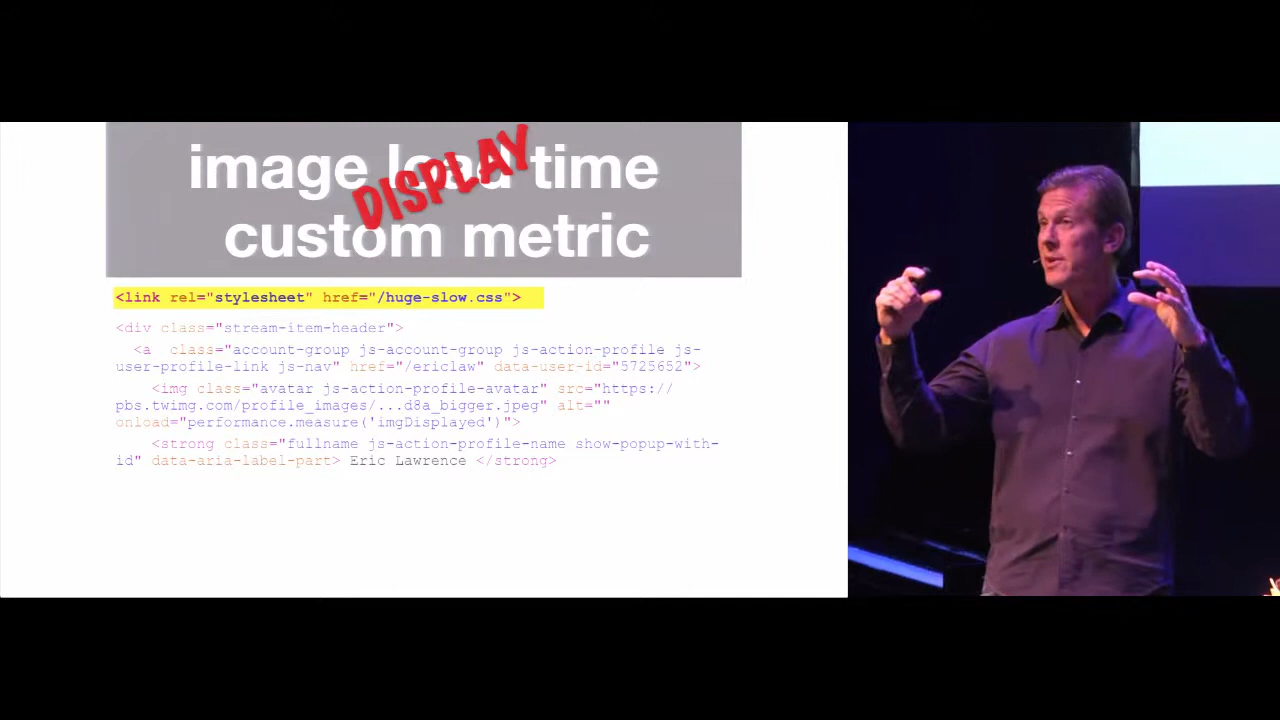 image load time
DISPLAY
custom metric
<link rel="stylesheet" href="/huge-slow.css">
<div class="stream-item-header">
<a  class="account-group js-account-group js-action-profile js-
user-profile-link js-nav" href="/ericlaw" data-user-id="5725652">
<img class="avatar js-action-profile-avatar" src="https://
pbs.twimg.com/profile_images/...d8a_bigger.jpeg" alt=""
onload="performance.measure('imgDisplayed')">
<strong class="fullname js-action-profile-name show-popup-with-
id" data-aria-label-part> Eric Lawrence </strong>